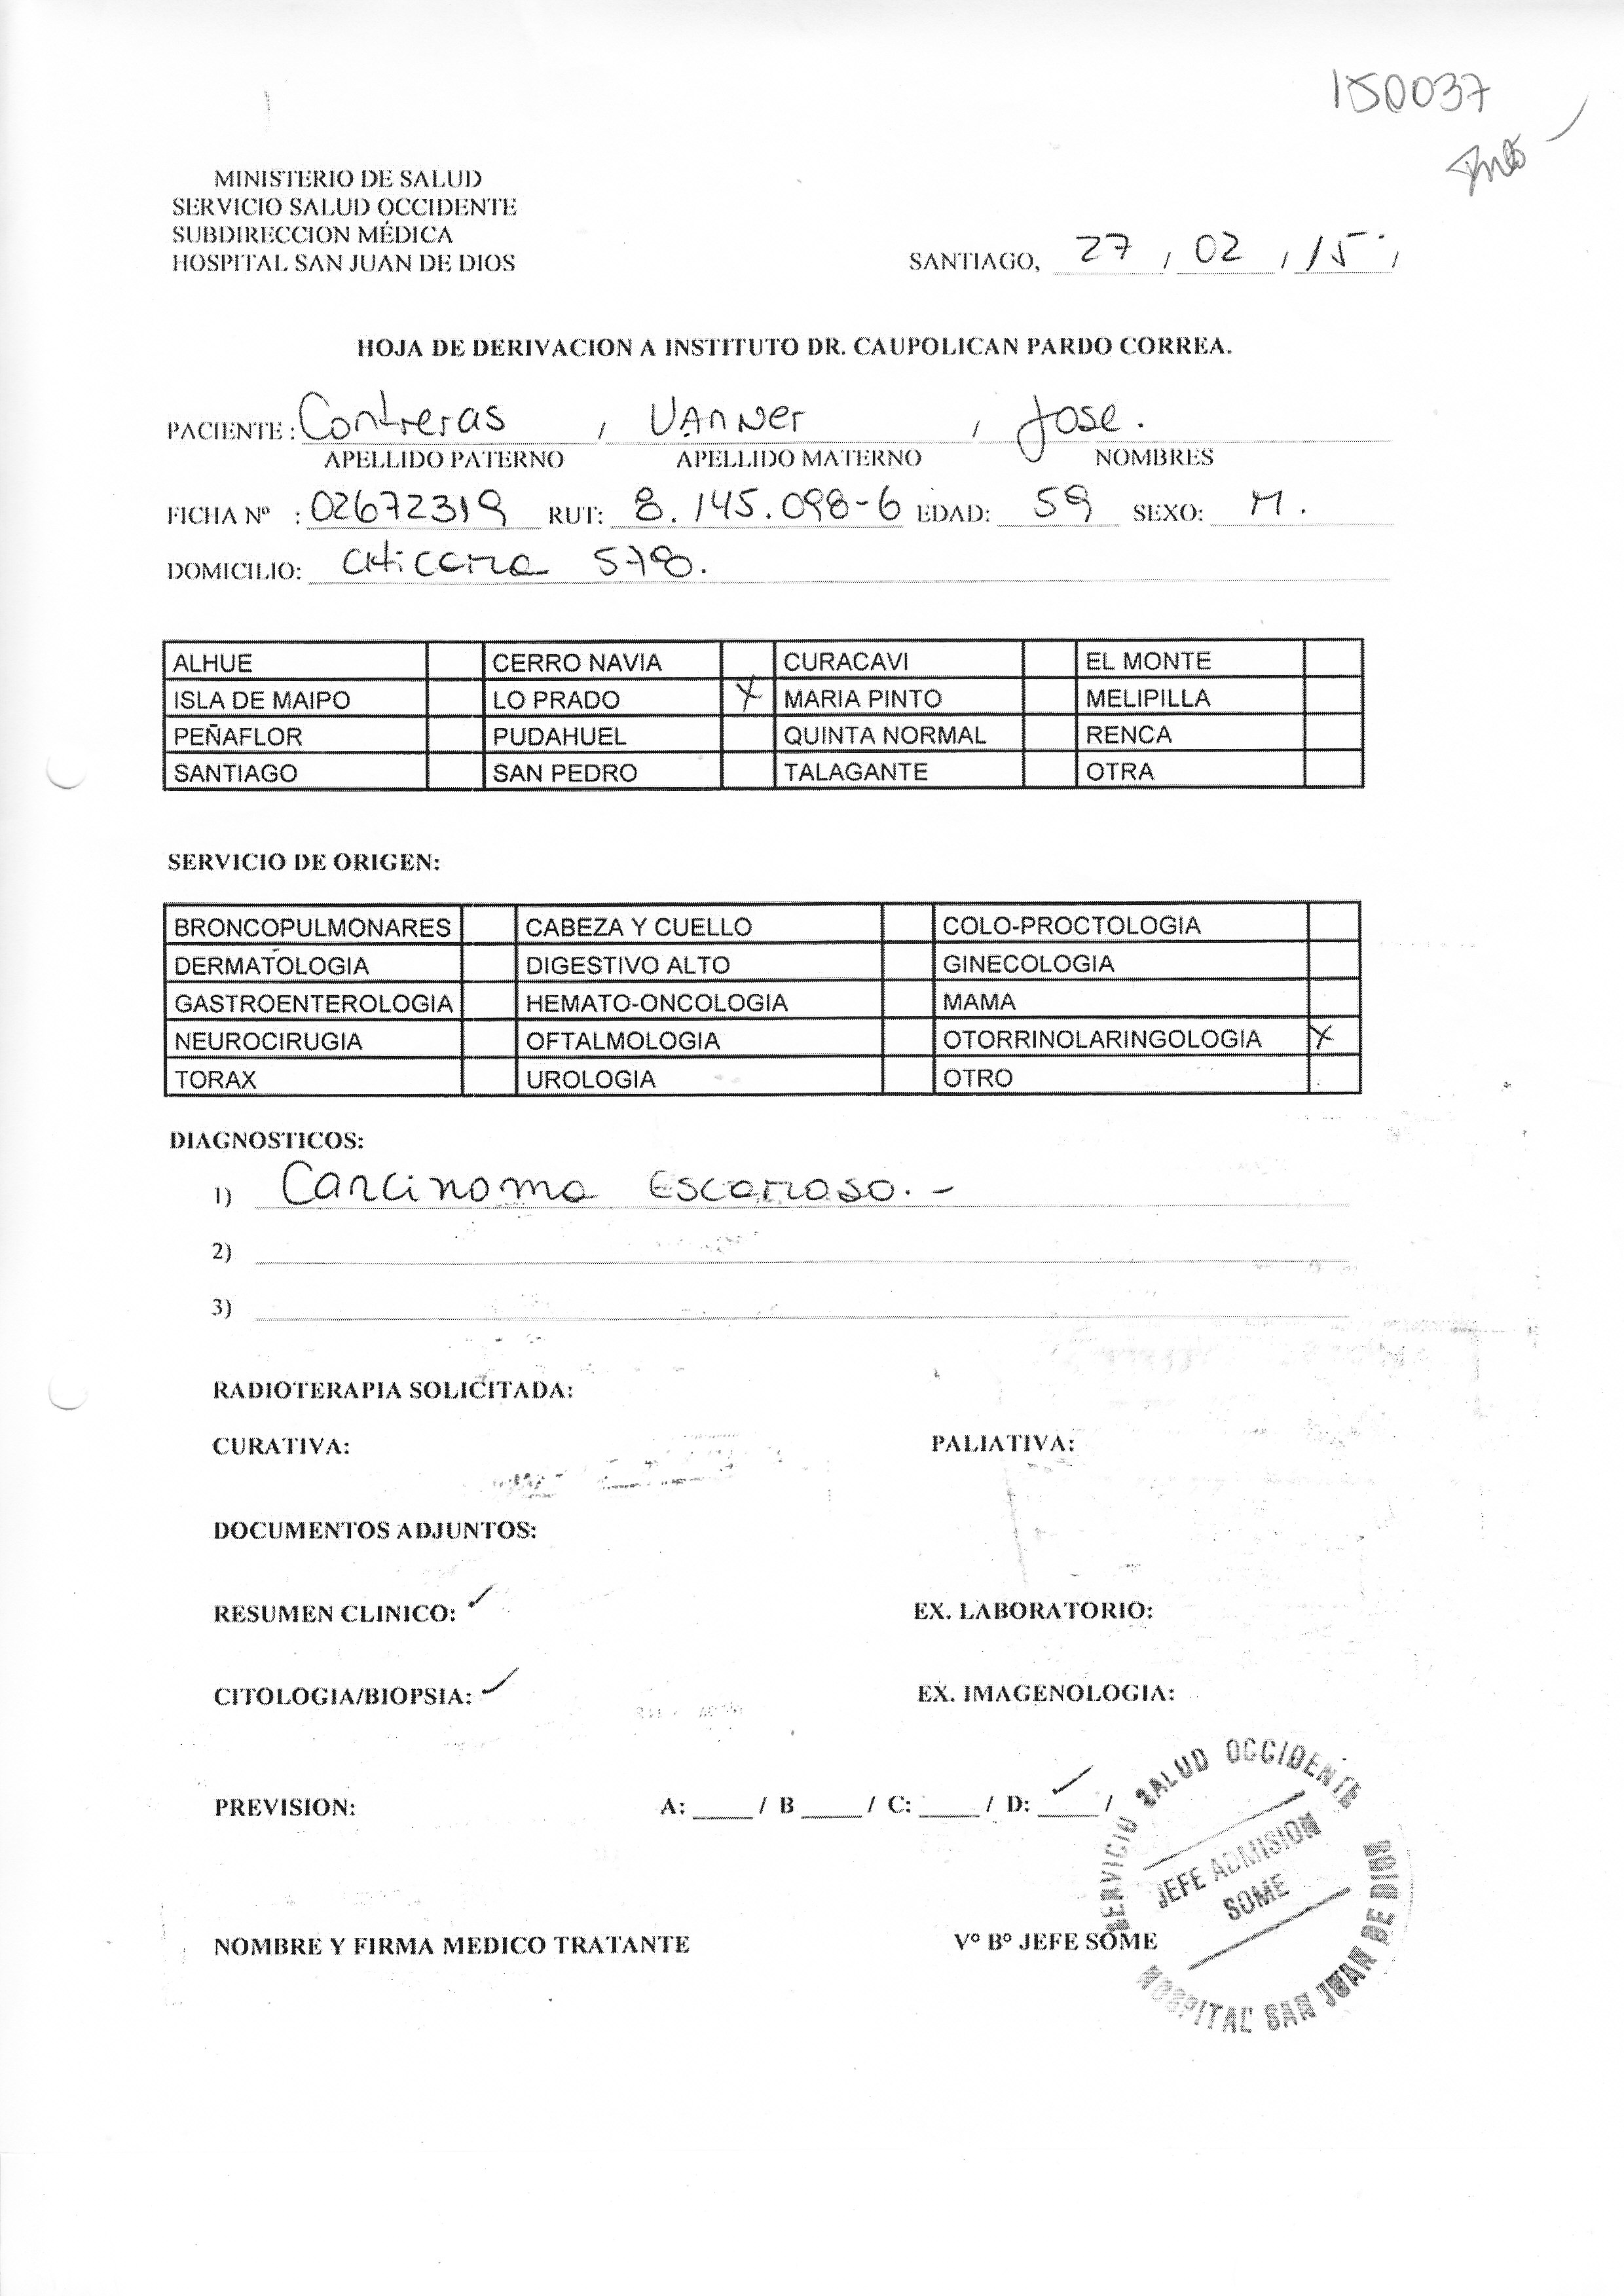 150037
MINISTERIO DE SALUD
SERVICIO SALUD OCCIDENTE
SUBDIRECCION MÉDICA
HOSPITAL SAN JUAN DE DIOS
SANTIAGO, 27 / 02 / 15 /
HOJA DE DERIVACION A INSTITUTO DR. CAUPOLICAN PARDO CORREA.
PACIENTE: Contreras / VANNer / Jose.
APELLIDO PATERNO APELLIDO MATERNO NOMBRES
FICHA Nº : 02672319 RUT: 8.145.098-6 EDAD: 59 SEXO: M.
DOMICILIO: 578.
ALHUE CERRO NAVIA CURACAVI EL MONTE
ISLA DE MAIPO LO PRADO X MARIA PINTO MELIPILLA
PEÑAFLOR PUDAHUEL QUINTA NORMAL RENCA
SANTIAGO SAN PEDRO TALAGANTE OTRA
SERVICIO DE ORIGEN:
BRONCOPULMONARES CABEZA Y CUELLO COLO-PROCTOLOGIA
DERMATOLOGIA DIGESTIVO ALTO GINECOLOGIA
GASTROENTEROLOGIA HEMATO-ONCOLOGIA MAMA
NEUROCIRUGIA OFTALMOLOGIA OTORRINOLARINGOLOGIA X
TORAX UROLOGIA OTRO
DIAGNOSTICOS:
1) Carcinoma Escamoso. -
2)
3)
RADIOTERAPIA SOLICITADA:
CURATIVA: PALIATIVA:
DOCUMENTOS ADJUNTOS:
RESUMEN CLINICO: ✓ EX. LABORATORIO:
CITOLOGIA/BIOPSIA: ✓ EX. IMAGENOLOGIA:
PREVISION: A: ____ / B ____ / C: ____ / D: ✓ /
SERVICIO SALUD OCCIDENTE
JEFE ADMISION
SOME
HOSPITAL SAN JUAN DE DIOS
NOMBRE Y FIRMA MEDICO TRATANTE Vº Bº JEFE SOME